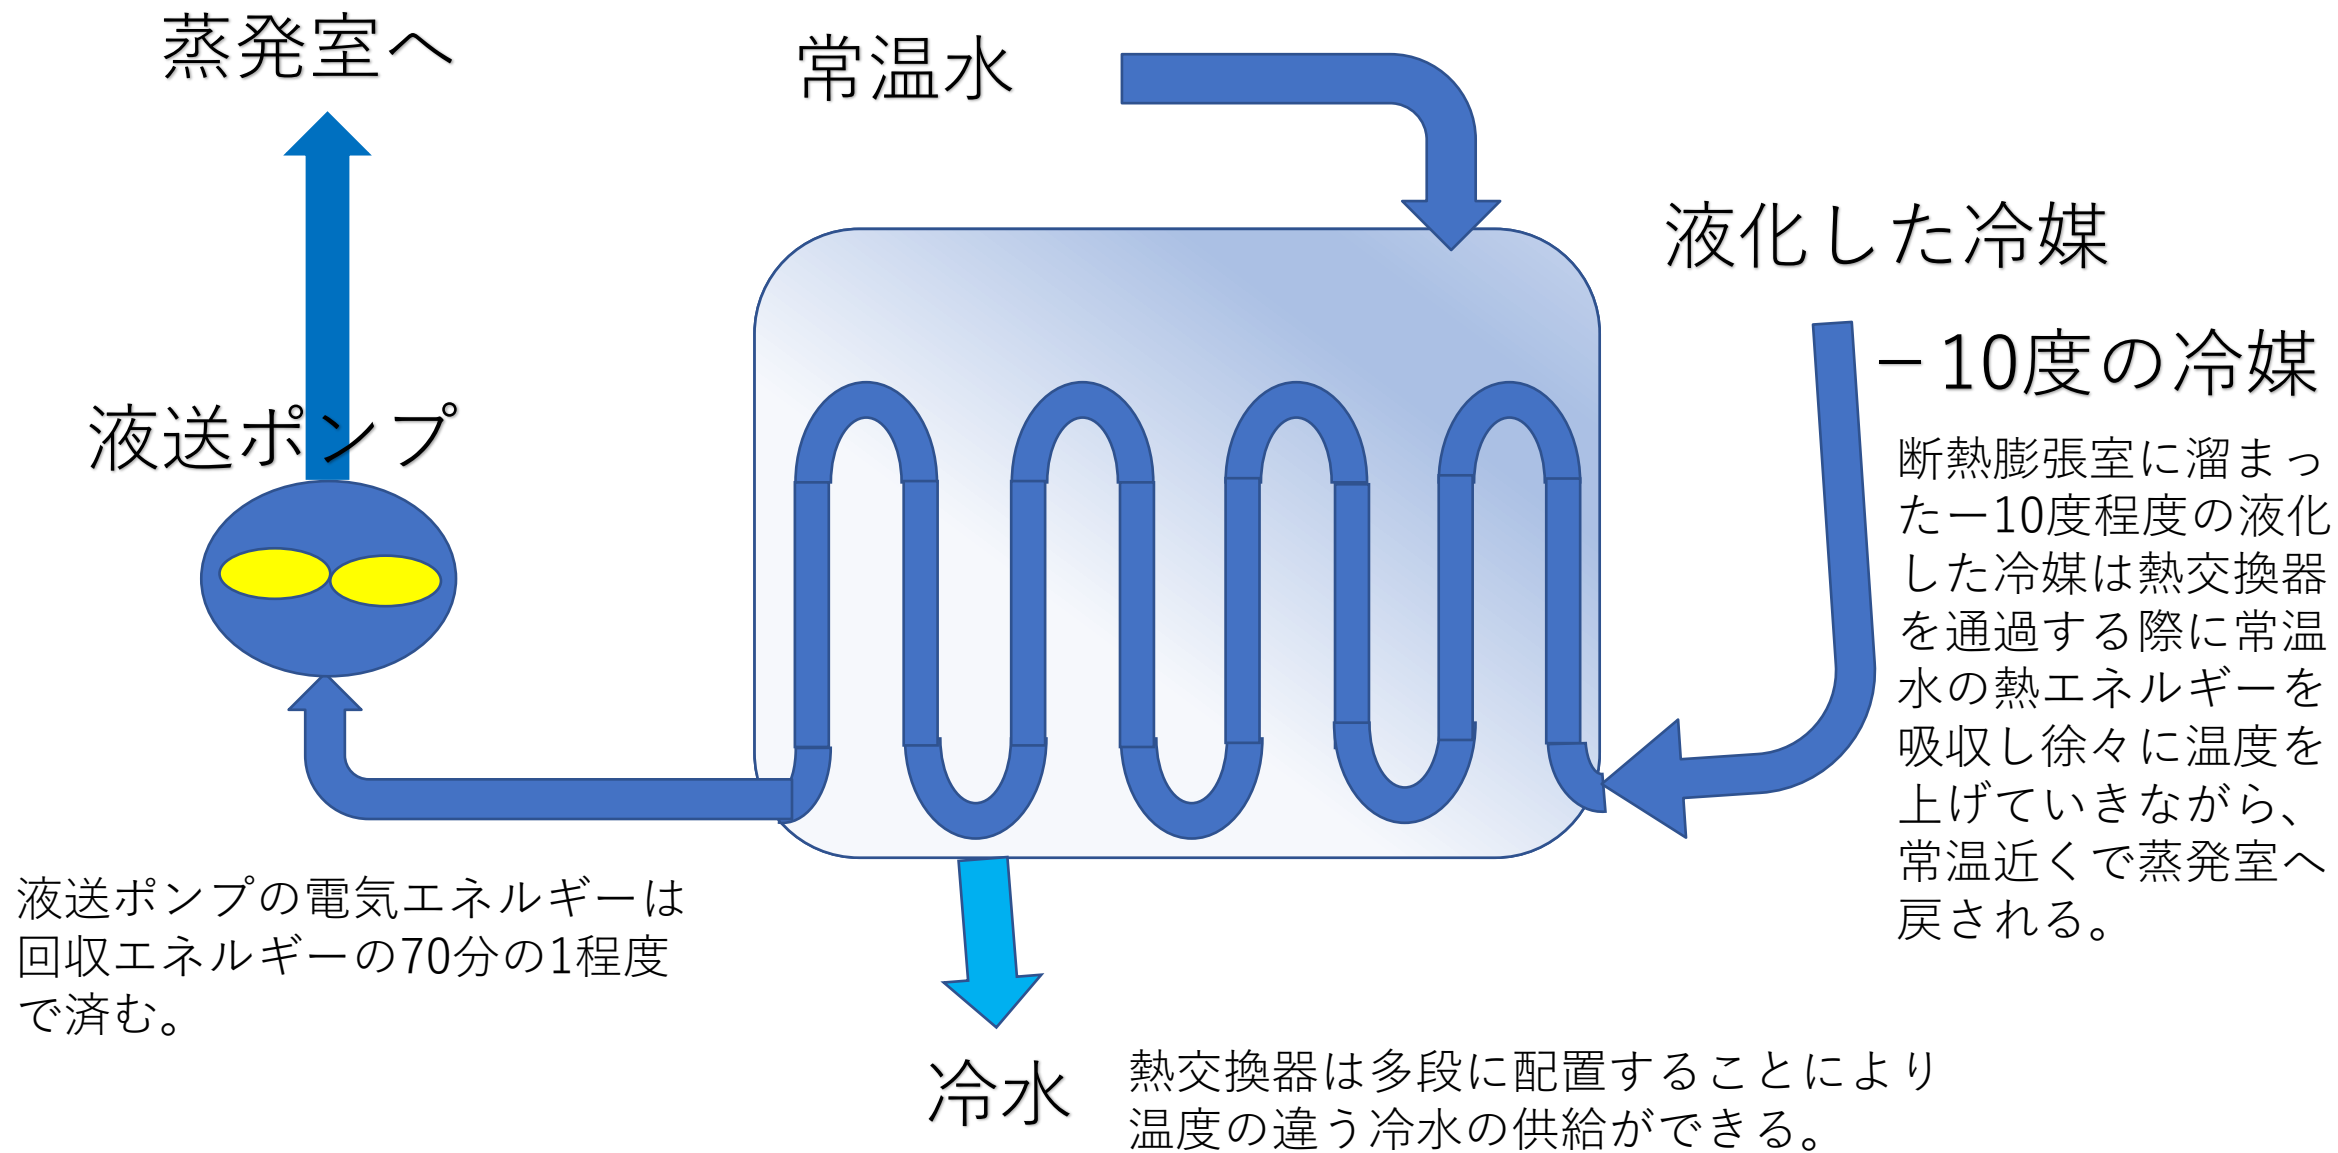 蒸発室へ
常温水
液化した冷媒
－10度の冷媒
液送ポンプ
断熱膨張室に溜まっ
たー10度程度の液化
した冷媒は熱交換器
を通過する際に常温
水の熱エネルギーを
吸収し徐々に温度を
上げていきながら、
常温近くで蒸発室へ
戻される。
液送ポンプの電気エネルギーは
回収エネルギーの70分の1程度
で済む。
冷水
熱交換器は多段に配置することにより
温度の違う冷水の供給ができる。